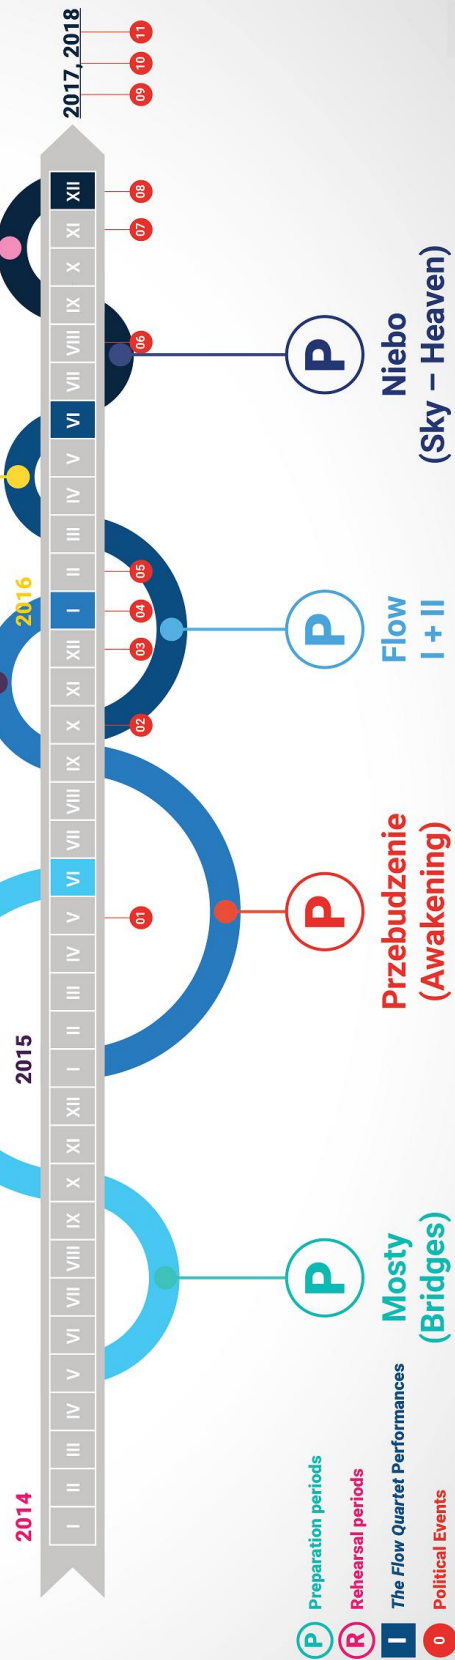 2014
2015
2016
2017, 2018
I II III IV V VI VII VIII IX X XI XII I II III IV V VI VII VIII IX X XI XII I II III IV V VI VII VIII IX X XI XII
01 02 03 04 05 06 07 08 09 10 11
P
Mosty
(Bridges)
P
Przebudzenie
(Awakening)
P
Flow
I + II
P
Niebo
(Sky – Heaven)
P Preparation periods
R Rehearsal periods
I The Flow Quartet Performances
0 Political Events